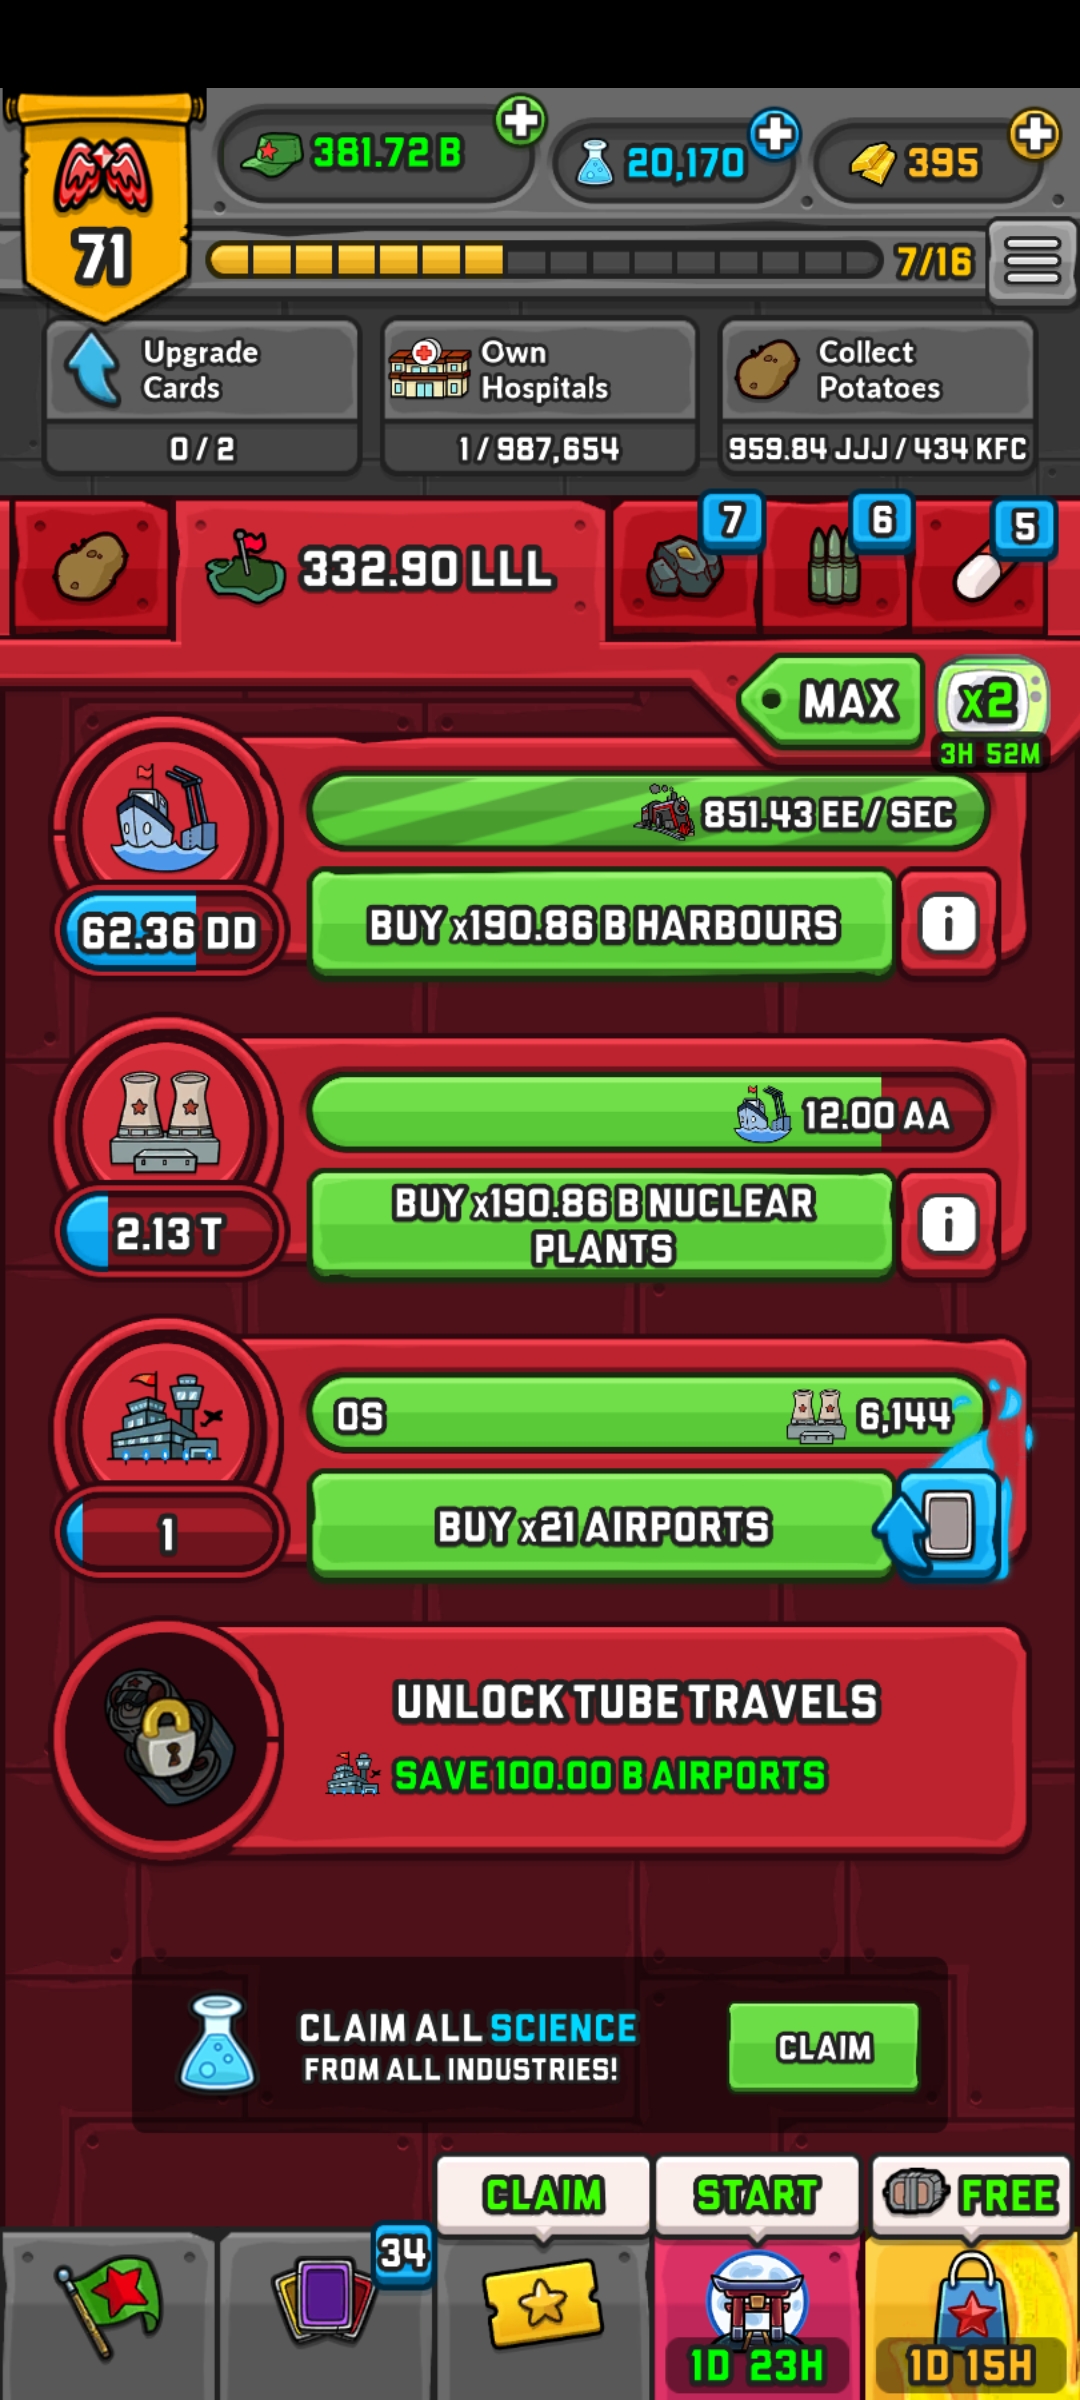 381.72 B
20,170
395
71
7/16
Upgrade
Cards
0 / 2
Own
Hospitals
1 / 987,654
Collect
Potatoes
959.84 JJJ / 434 KFC
332.90 LLL
7
6
5
MAX
x2
3H 52M
851.43 EE / SEC
62.36 DD
BUY x190.86 B HARBOURS
i
12.00 AA
2.13 T
BUY x190.86 B NUCLEAR
PLANTS
i
0S
6,144
1
BUY x21 AIRPORTS
UNLOCK TUBE TRAVELS
SAVE 100.00 B AIRPORTS
CLAIM ALL SCIENCE
FROM ALL INDUSTRIES!
CLAIM
CLAIM
START
FREE
34
1D 23H
1D 15H